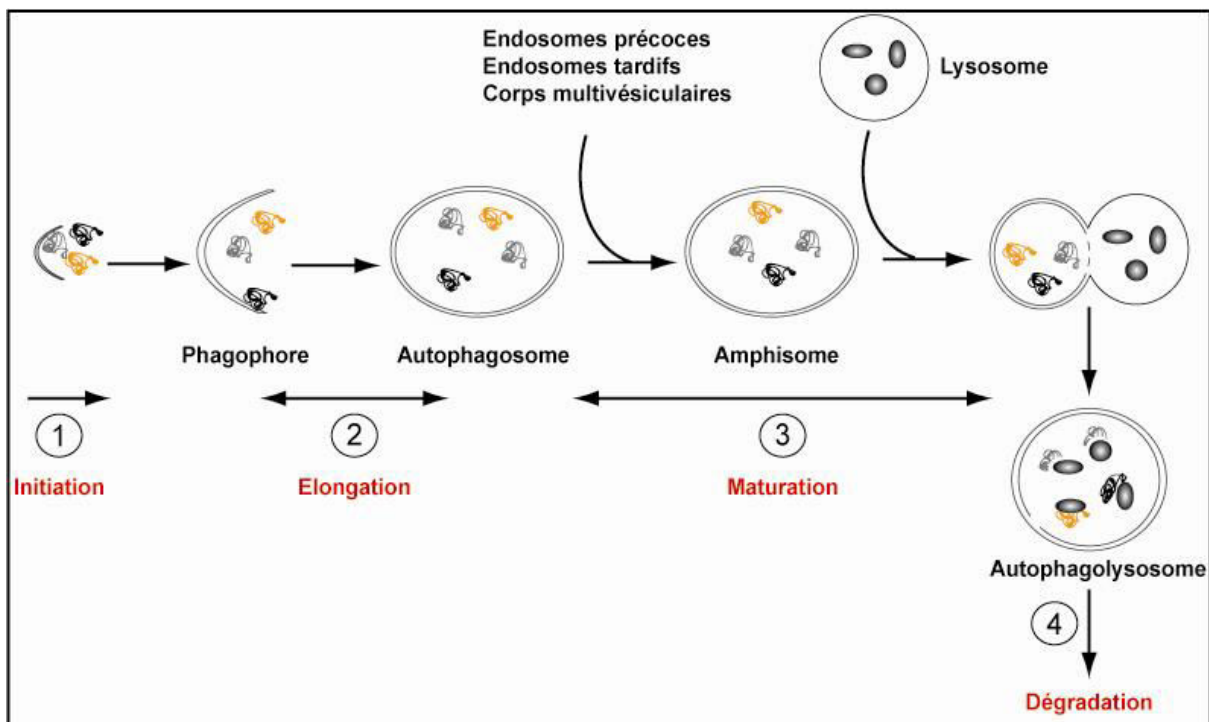 Endosomes précoces
Endosomes tardifs
Corps multivésiculaires
Lysosome
Phagophore
Autophagosome
Amphisome
1
2
3
Initiation
Elongation
Maturation
Autophagolysosome
4
Dégradation